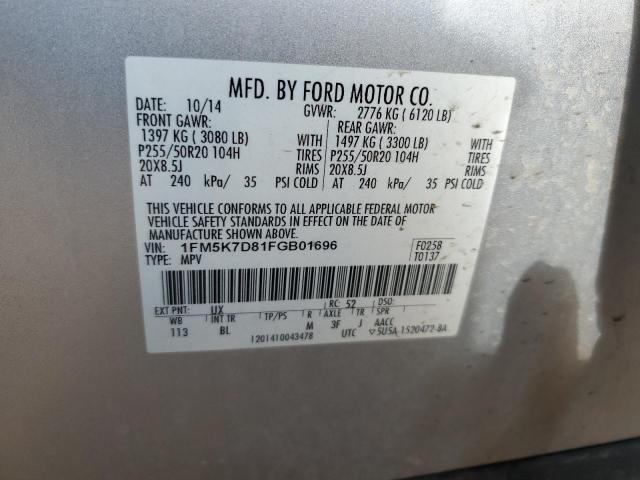 MFD. BY FORD MOTOR CO.
DATE: 10/14 GVWR: 2776 KG ( 6120 LB)
FRONT GAWR: REAR GAWR:
1397 KG ( 3080 LB) WITH 1497 KG ( 3300 LB) WITH
P255/50R20 104H TIRES P255/50R20 104H TIRES
20X8.5J RIMS 20X8.5J RIMS
AT 240 kPa/ 35 PSI COLD AT 240 kPa/ 35 PSI COLD
THIS VEHICLE CONFORMS TO ALL APPLICABLE FEDERAL MOTOR
VEHICLE SAFETY STANDARDS IN EFFECT ON THE DATE OF
MANUFACTURE SHOWN ABOVE.
VIN: 1FM5K7D81FGB01696 F0258
TYPE: MPV T0137
EXT PNT: UX RC: 52 DSO:
WB INT TR TP/PS R AXLE TR SPR
113 BL M 3F J AACC
1201410043478 UTC ▽5U5A-1520472-BA